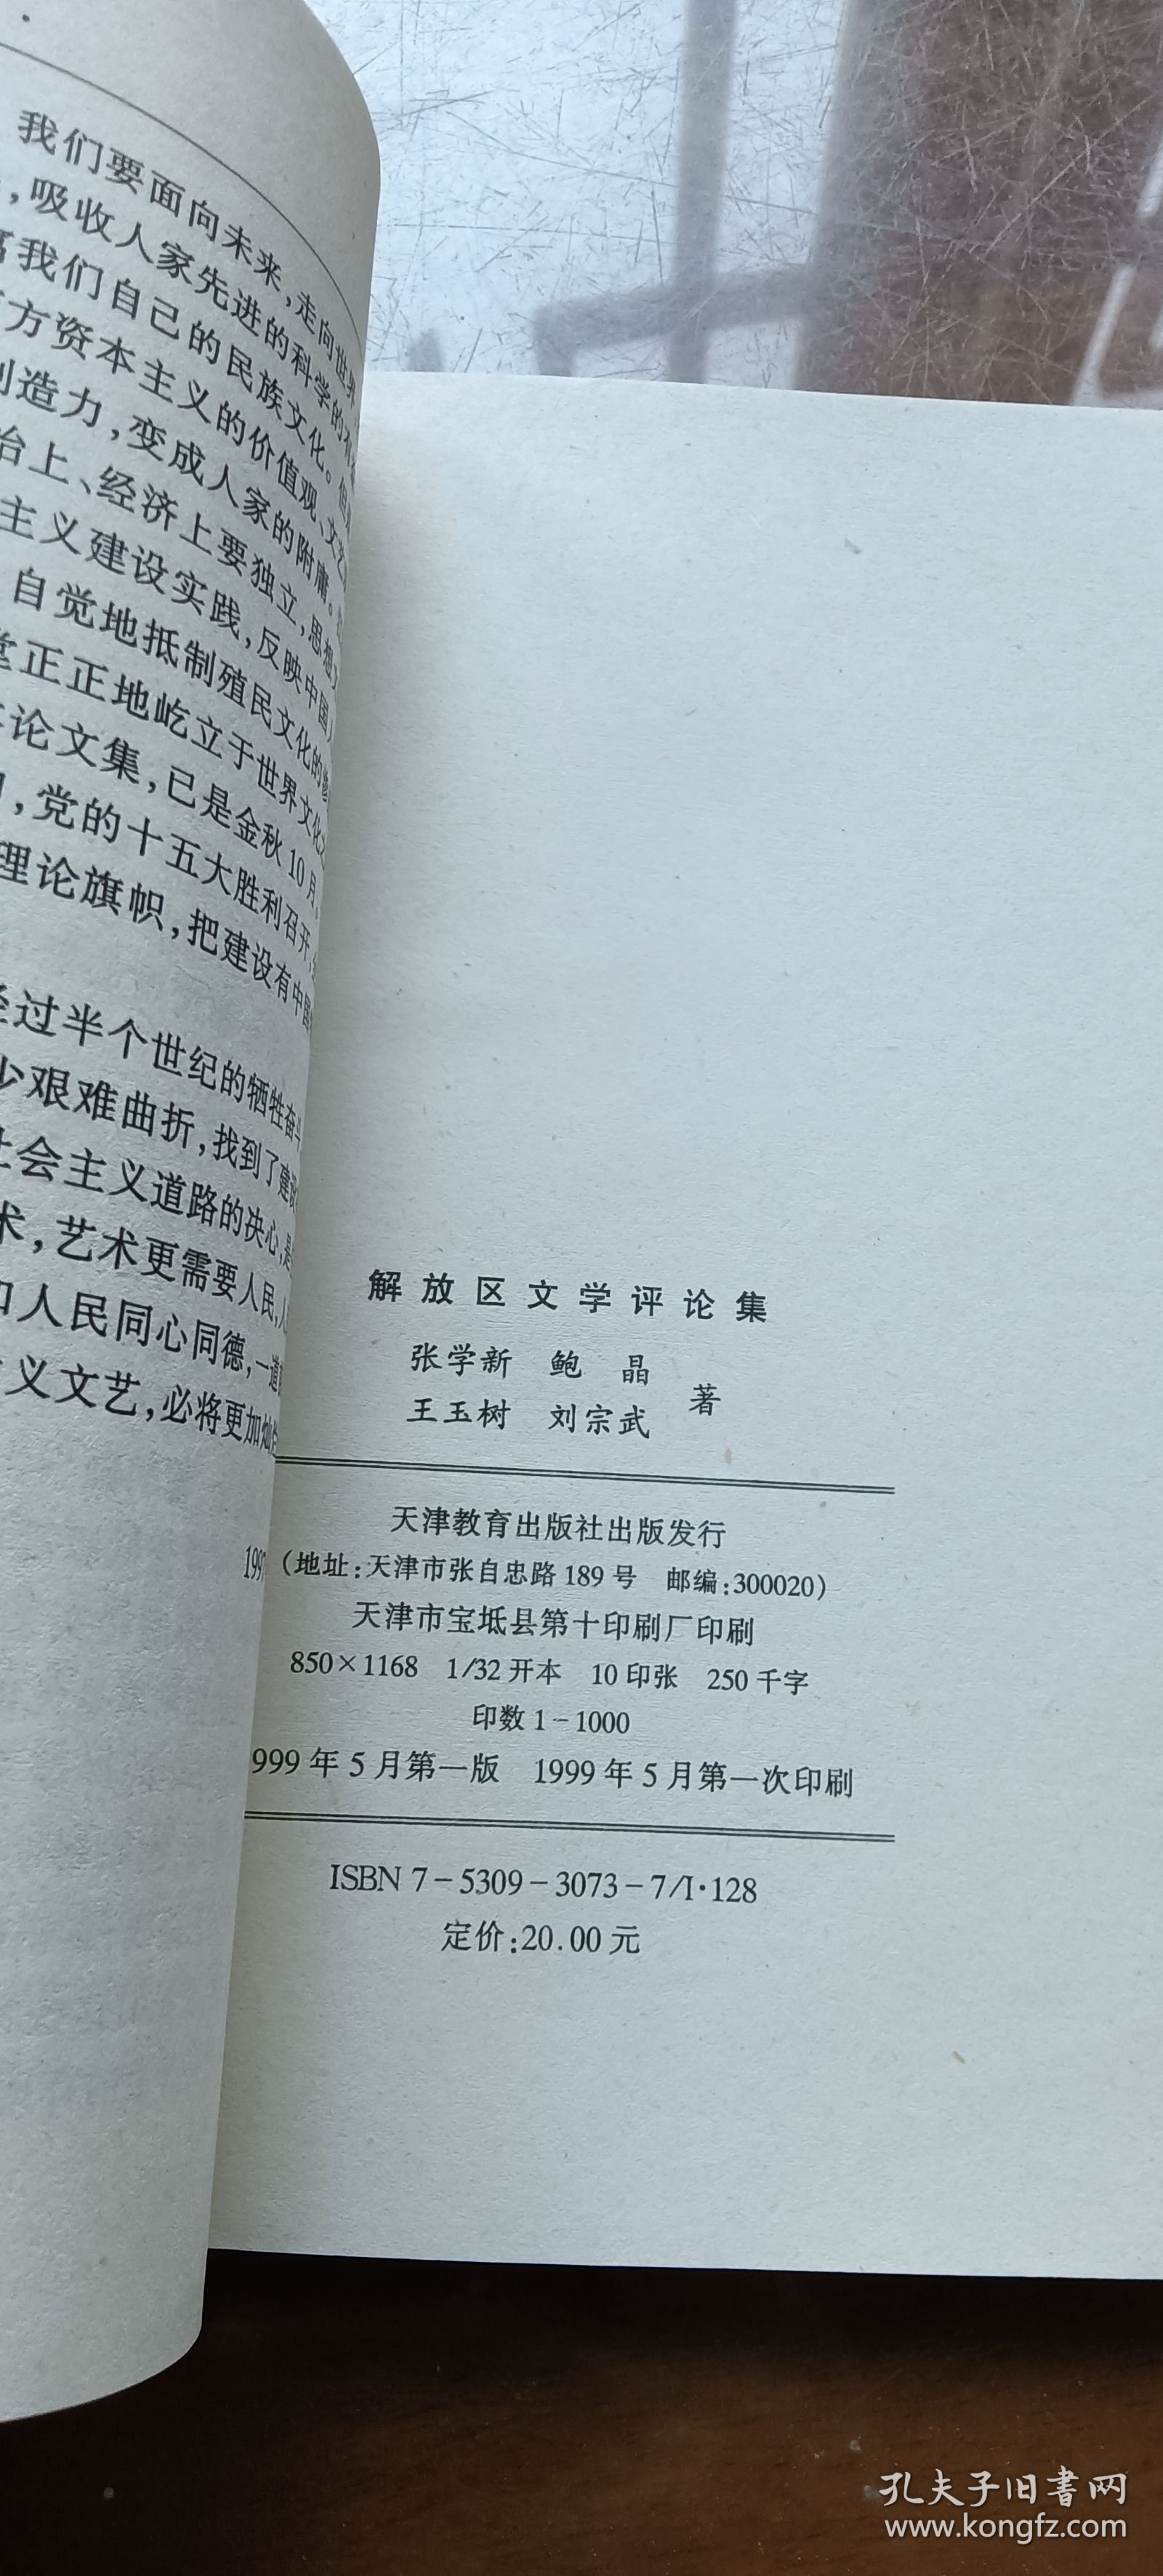 我们要面向未来,走向世界
,吸收人家先进的科学的有
我们自己的民族文化。但
方资本主义的价值观、文艺
创造力,变成人家的附庸。
治上、经济上要独立,思想
主义建设实践,反映中国
自觉地抵制殖民文化的
堂正正地屹立于世界文化
论文集,已是金秋10月。
,党的十五大胜利召开,
理论旗帜,把建设有中国
经过半个世纪的牺牲奋斗
少艰难曲折,找到了建设
社会主义道路的决心,是
术,艺术更需要人民,人
和人民同心同德,一道
义文艺,必将更加灿
199
解放区文学评论集
张学新 鲍 晶
王玉树 刘宗武 著
天津教育出版社出版发行
(地址:天津市张自忠路189号 邮编:300020)
天津市宝坻县第十印刷厂印刷
850×1168 1/32开本 10印张 250千字
印数1-1000
999年5月第一版 1999年5月第一次印刷
ISBN 7-5309-3073-7/I·128
定价:20.00元
孔夫子旧书网
www.kongfz.com